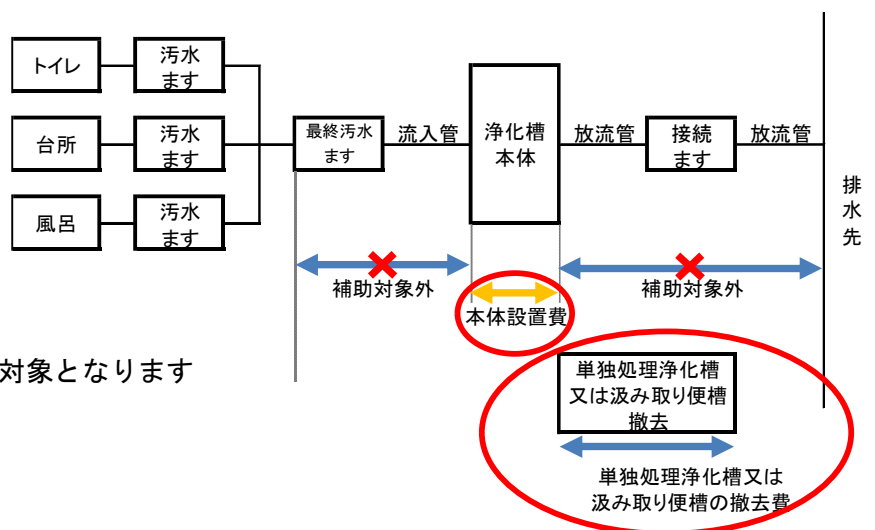 トイレ
汚水
ます
台所
汚水
ます
風呂
汚水
ます
最終汚水
ます
流入管
浄化槽
本体
放流管
接続
ます
放流管
排水先
補助対象外
本体設置費
補助対象外
対象となります
単独処理浄化槽
又は汲み取り便槽
撤去
単独処理浄化槽又は
汲み取り便槽の撤去費